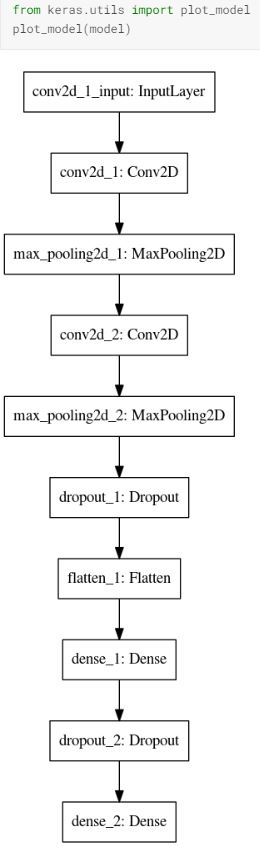 from keras.utils import plot_model
plot_model(model)
conv2d_1_input: InputLayer
conv2d_1: Conv2D
max_pooling2d_1: MaxPooling2D
conv2d_2: Conv2D
max_pooling2d_2: MaxPooling2D
dropout_1: Dropout
flatten_1: Flatten
dense_1: Dense
dropout_2: Dropout
dense_2: Dense